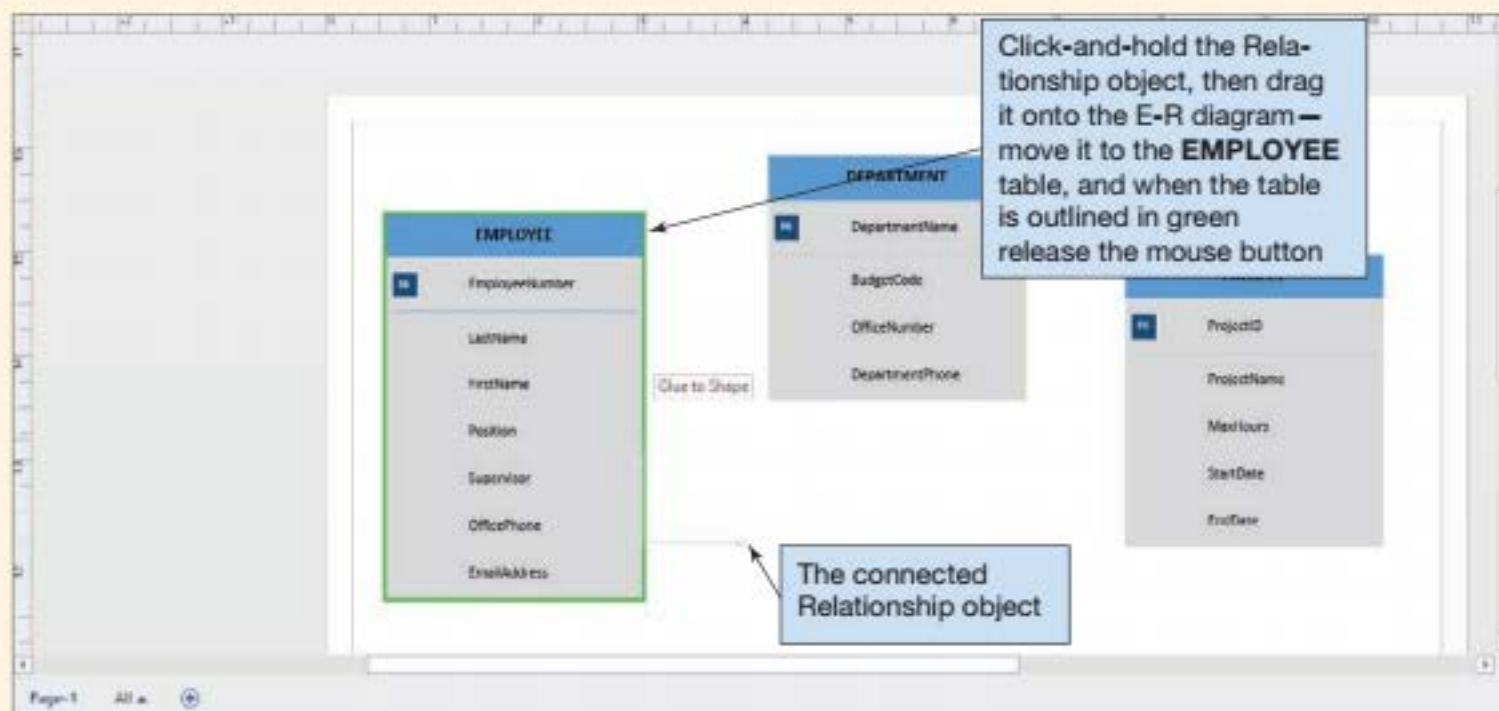 Click-and-hold the Rela-
tionship object, then drag
it onto the E-R diagram—
move it to the EMPLOYEE
table, and when the table
is outlined in green
release the mouse button
DEPARTMENT
PK DepartmentName
BudgetCode
OfficeNumber
DepartmentPhone
EMPLOYEE
PK EmployeeNumber
LastName
FirstName
Position
Supervisor
OfficePhone
EmailAddress
Glue to Shape
PK ProjectID
ProjectName
MaxHours
StartDate
EndDate
The connected
Relationship object
Page-1 All